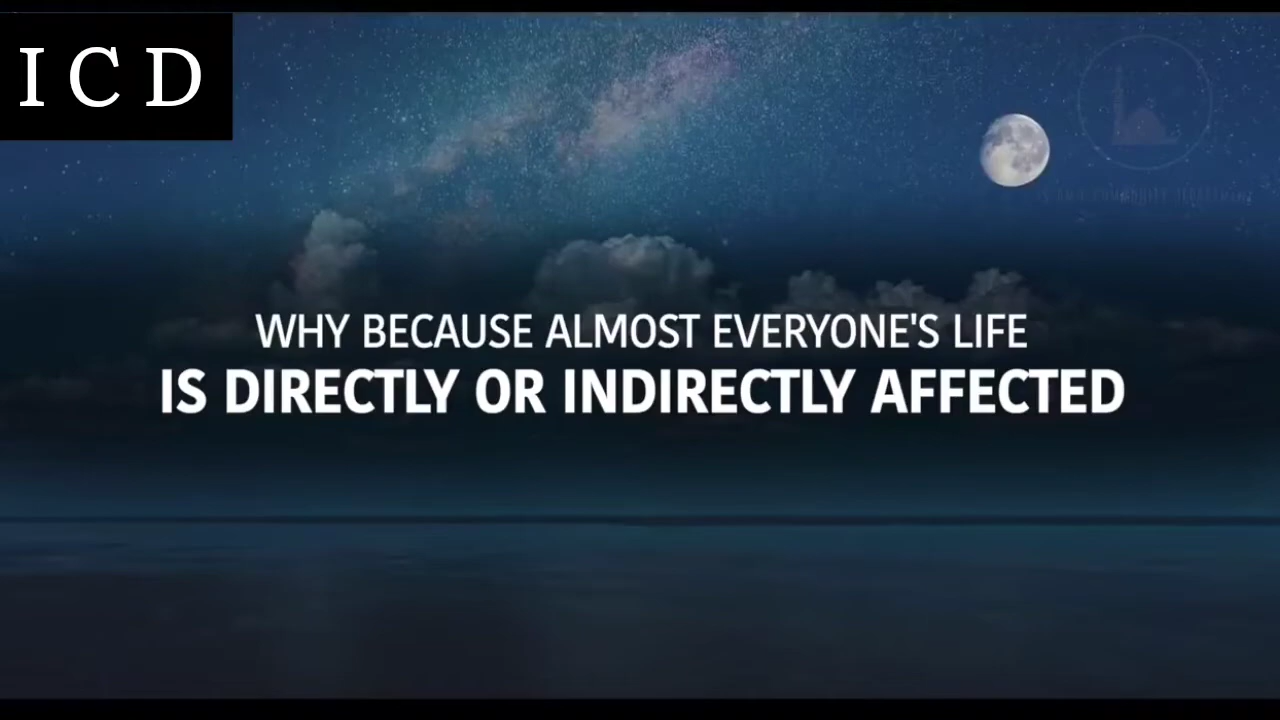 I C D
WHY BECAUSE ALMOST EVERYONE'S LIFE
IS DIRECTLY OR INDIRECTLY AFFECTED